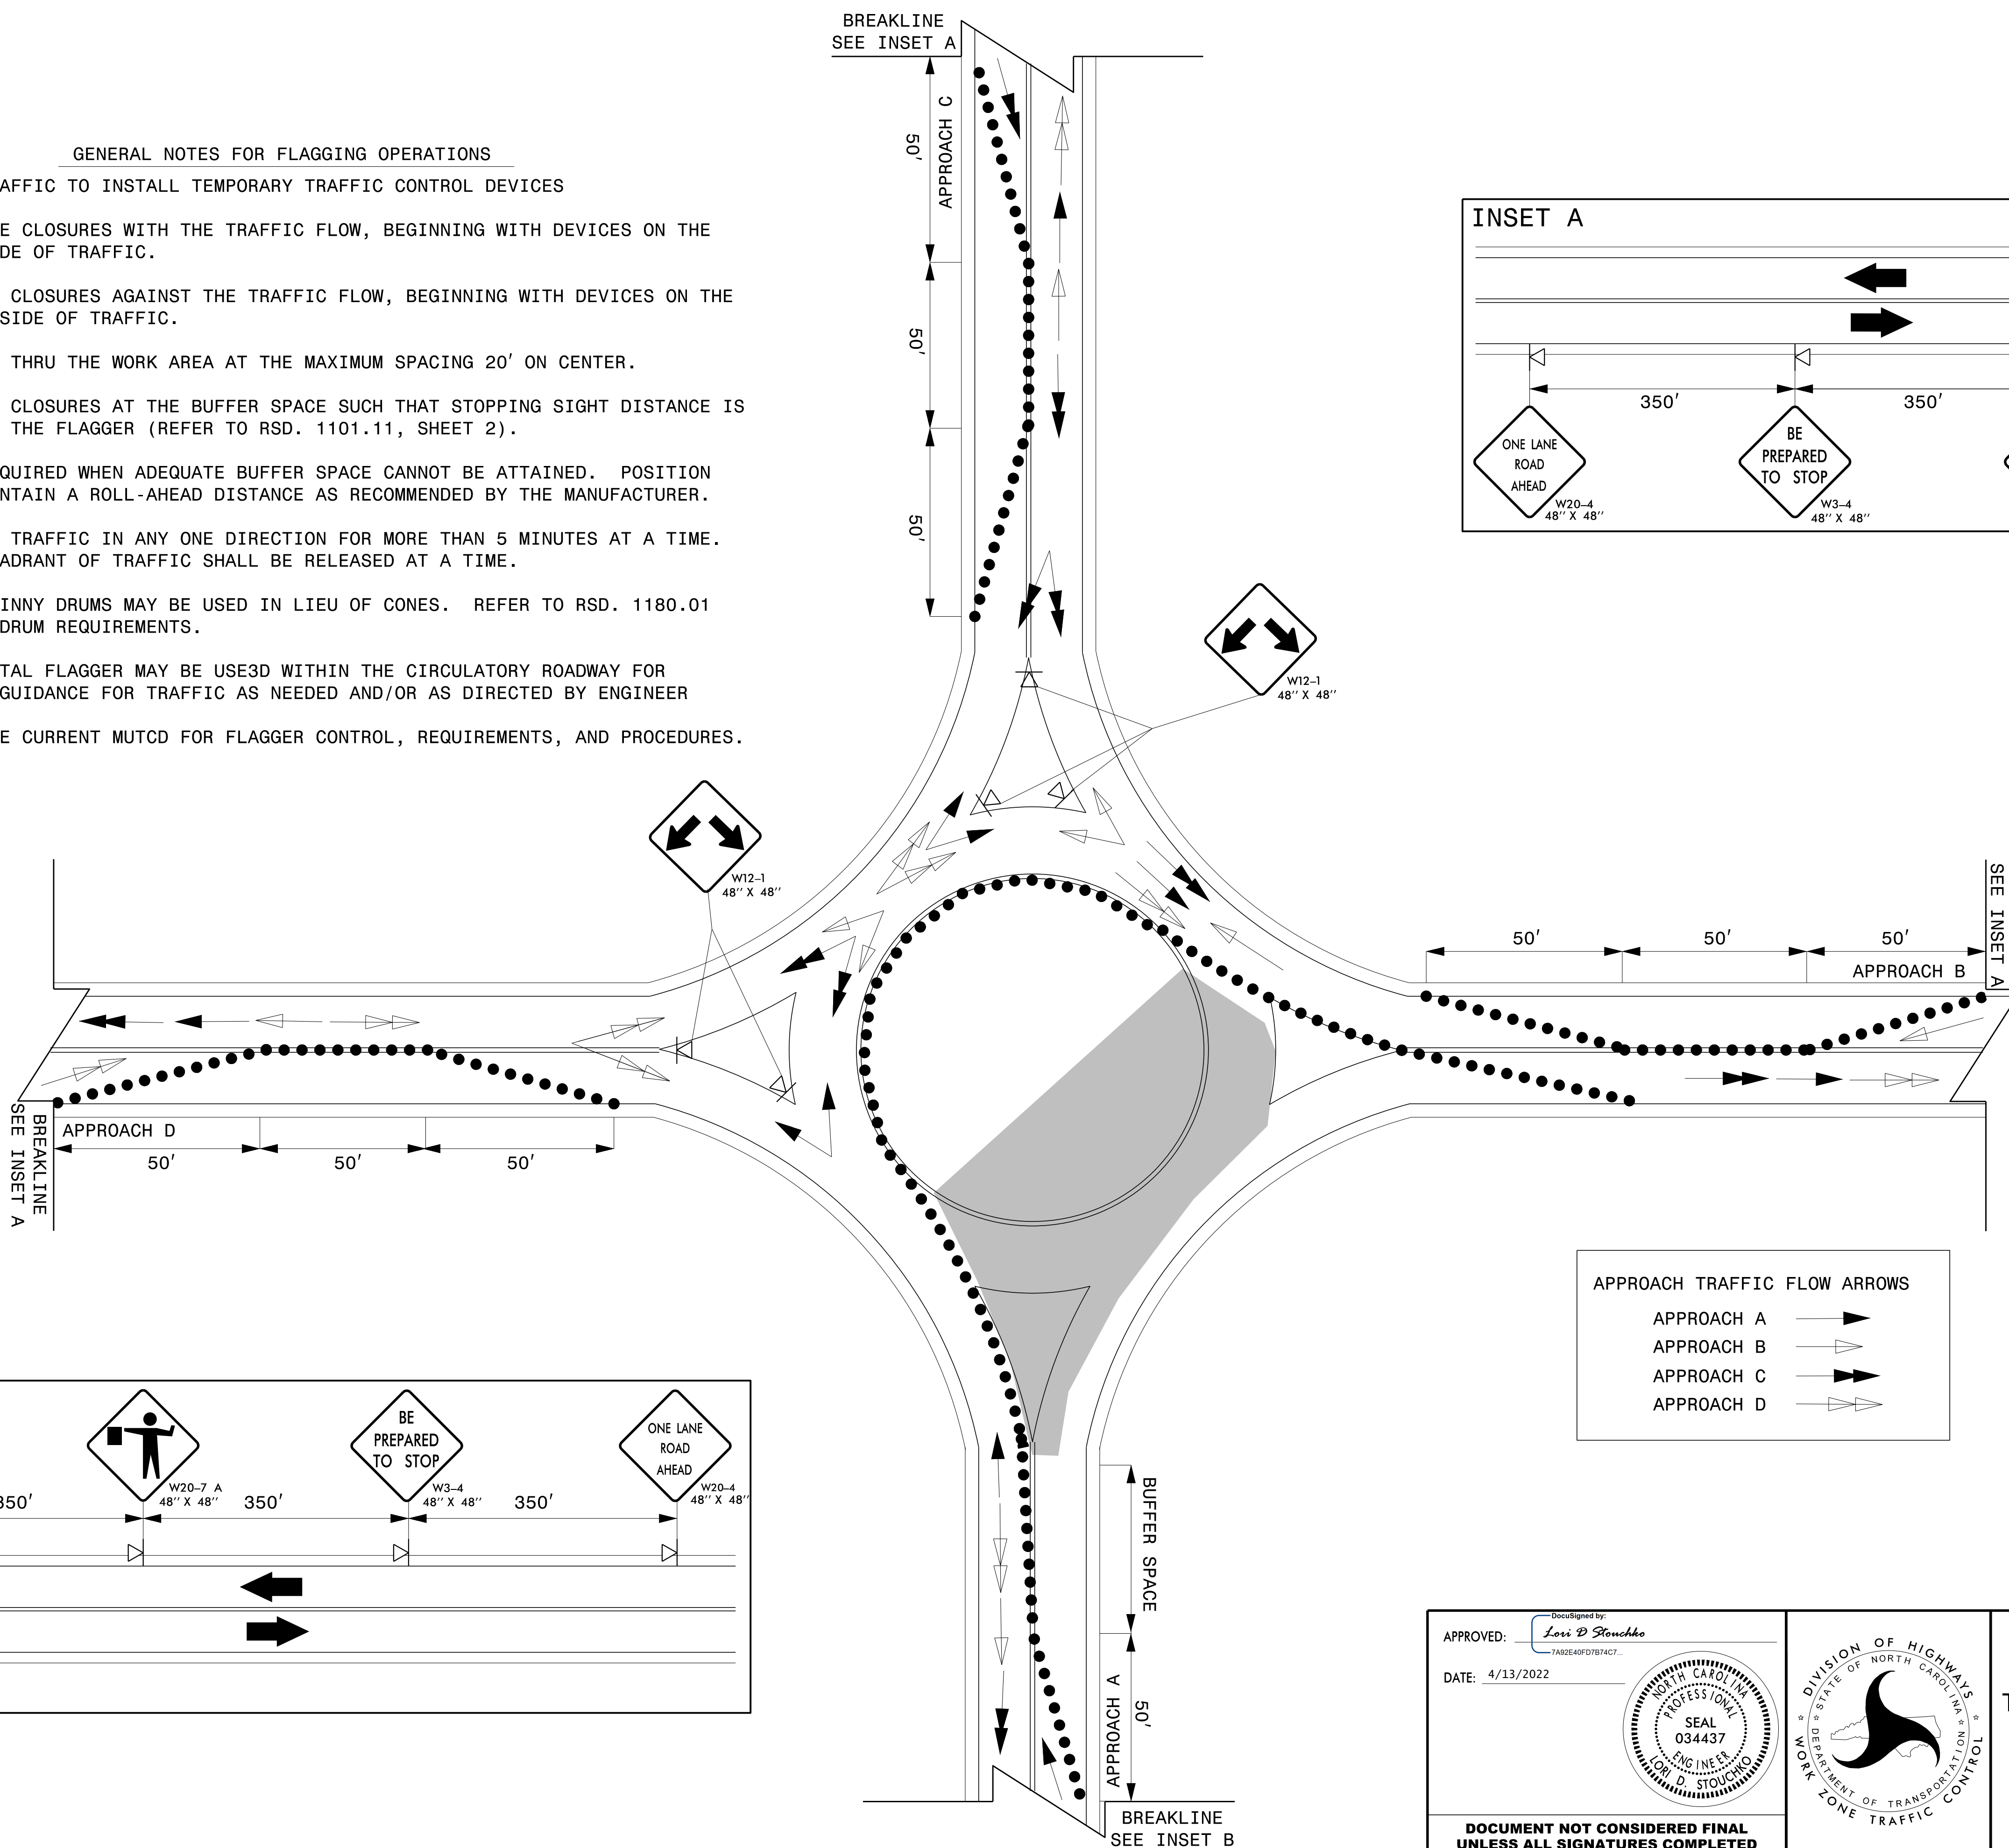 BREAKLINE
SEE INSET A
APPROACH C
50'
50'
50'
GENERAL NOTES FOR FLAGGING OPERATIONS
AFFIC TO INSTALL TEMPORARY TRAFFIC CONTROL DEVICES
E CLOSURES WITH THE TRAFFIC FLOW, BEGINNING WITH DEVICES ON THE
DE OF TRAFFIC.
CLOSURES AGAINST THE TRAFFIC FLOW, BEGINNING WITH DEVICES ON THE
SIDE OF TRAFFIC.
THRU THE WORK AREA AT THE MAXIMUM SPACING 20' ON CENTER.
CLOSURES AT THE BUFFER SPACE SUCH THAT STOPPING SIGHT DISTANCE IS
THE FLAGGER (REFER TO RSD. 1101.11, SHEET 2).
QUIRED WHEN ADEQUATE BUFFER SPACE CANNOT BE ATTAINED. POSITION
NTAIN A ROLL-AHEAD DISTANCE AS RECOMMENDED BY THE MANUFACTURER.
TRAFFIC IN ANY ONE DIRECTION FOR MORE THAN 5 MINUTES AT A TIME.
ADRANT OF TRAFFIC SHALL BE RELEASED AT A TIME.
INNY DRUMS MAY BE USED IN LIEU OF CONES. REFER TO RSD. 1180.01
DRUM REQUIREMENTS.
TAL FLAGGER MAY BE USE3D WITHIN THE CIRCULATORY ROADWAY FOR
GUIDANCE FOR TRAFFIC AS NEEDED AND/OR AS DIRECTED BY ENGINEER
E CURRENT MUTCD FOR FLAGGER CONTROL, REQUIREMENTS, AND PROCEDURES.
INSET A
350'
350'
ONE LANE
ROAD
AHEAD
W20-4
48'' X 48''
BE
PREPARED
TO STOP
W3-4
48'' X 48''
W12-1
48'' X 48''
W12-1
48'' X 48''
SEE INSET A
50'
50'
50'
APPROACH B
BREAKLINE
SEE INSET A
APPROACH D
50'
50'
50'
APPROACH TRAFFIC FLOW ARROWS
APPROACH A
APPROACH B
APPROACH C
APPROACH D
350'
W20-7 A
48'' X 48''
350'
BE
PREPARED
TO STOP
W3-4
48'' X 48''
350'
ONE LANE
ROAD
AHEAD
W20-4
48'' X 48''
BUFFER SPACE
APPROACH A
50'
BREAKLINE
SEE INSET B
APPROVED:
DocuSigned by:
Lori D Stouchko
7A92E40FD7B74C7...
DATE: 4/13/2022
NORTH CAROLINA
PROFESSIONAL
SEAL
034437
ENGINEER
LORI D. STOUCHKO
DOCUMENT NOT CONSIDERED FINAL
UNLESS ALL SIGNATURES COMPLETED
DIVISION OF HIGHWAYS
STATE OF NORTH CAROLINA
DEPARTMENT OF TRANSPORTATION
WORK ZONE TRAFFIC CONTROL
T